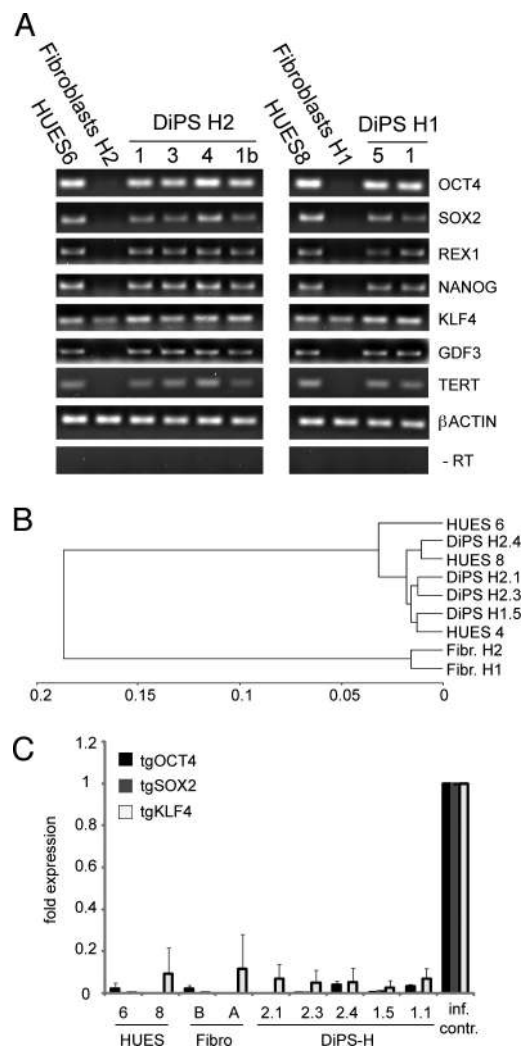 A
HUES6
Fibroblasts H2
DiPS H2
1 3 4 1b
HUES8
Fibroblasts H1
DiPS H1
5 1
OCT4
SOX2
REX1
NANOG
KLF4
GDF3
TERT
βACTIN
- RT
B
HUES 6
DiPS H2.4
HUES 8
DiPS H2.1
DiPS H2.3
DiPS H1.5
HUES 4
Fibr. H2
Fibr. H1
0.2 0.15 0.1 0.05 0
C
fold expression
1.2
1
0.8
0.6
0.4
0.2
0
tgOCT4
tgSOX2
tgKLF4
6 8 B A 2.1 2.3 2.4 1.5 1.1 inf.
contr.
HUES Fibro DiPS-H